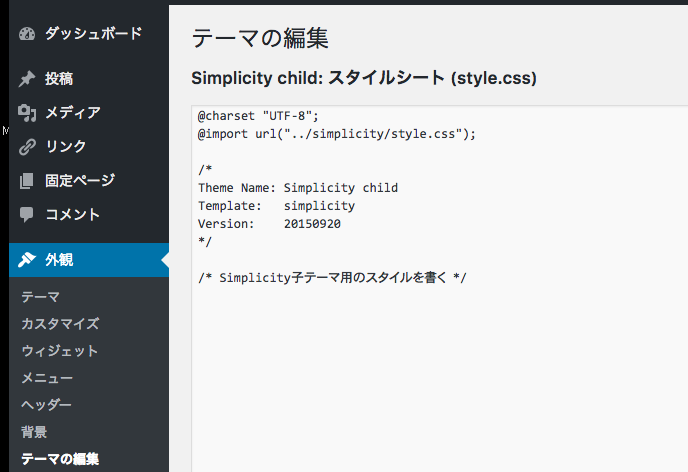 ダッシュボード
投稿
メディア
リンク
固定ページ
コメント
外観
テーマ
カスタマイズ
ウィジェット
メニュー
ヘッダー
背景
テーマの編集
テーマの編集
Simplicity child: スタイルシート (style.css)
@charset "UTF-8";
@import url("../simplicity/style.css");
/*
Theme Name: Simplicity child
Template:   simplicity
Version:    20150920
*/
/* Simplicity子テーマ用のスタイルを書く */